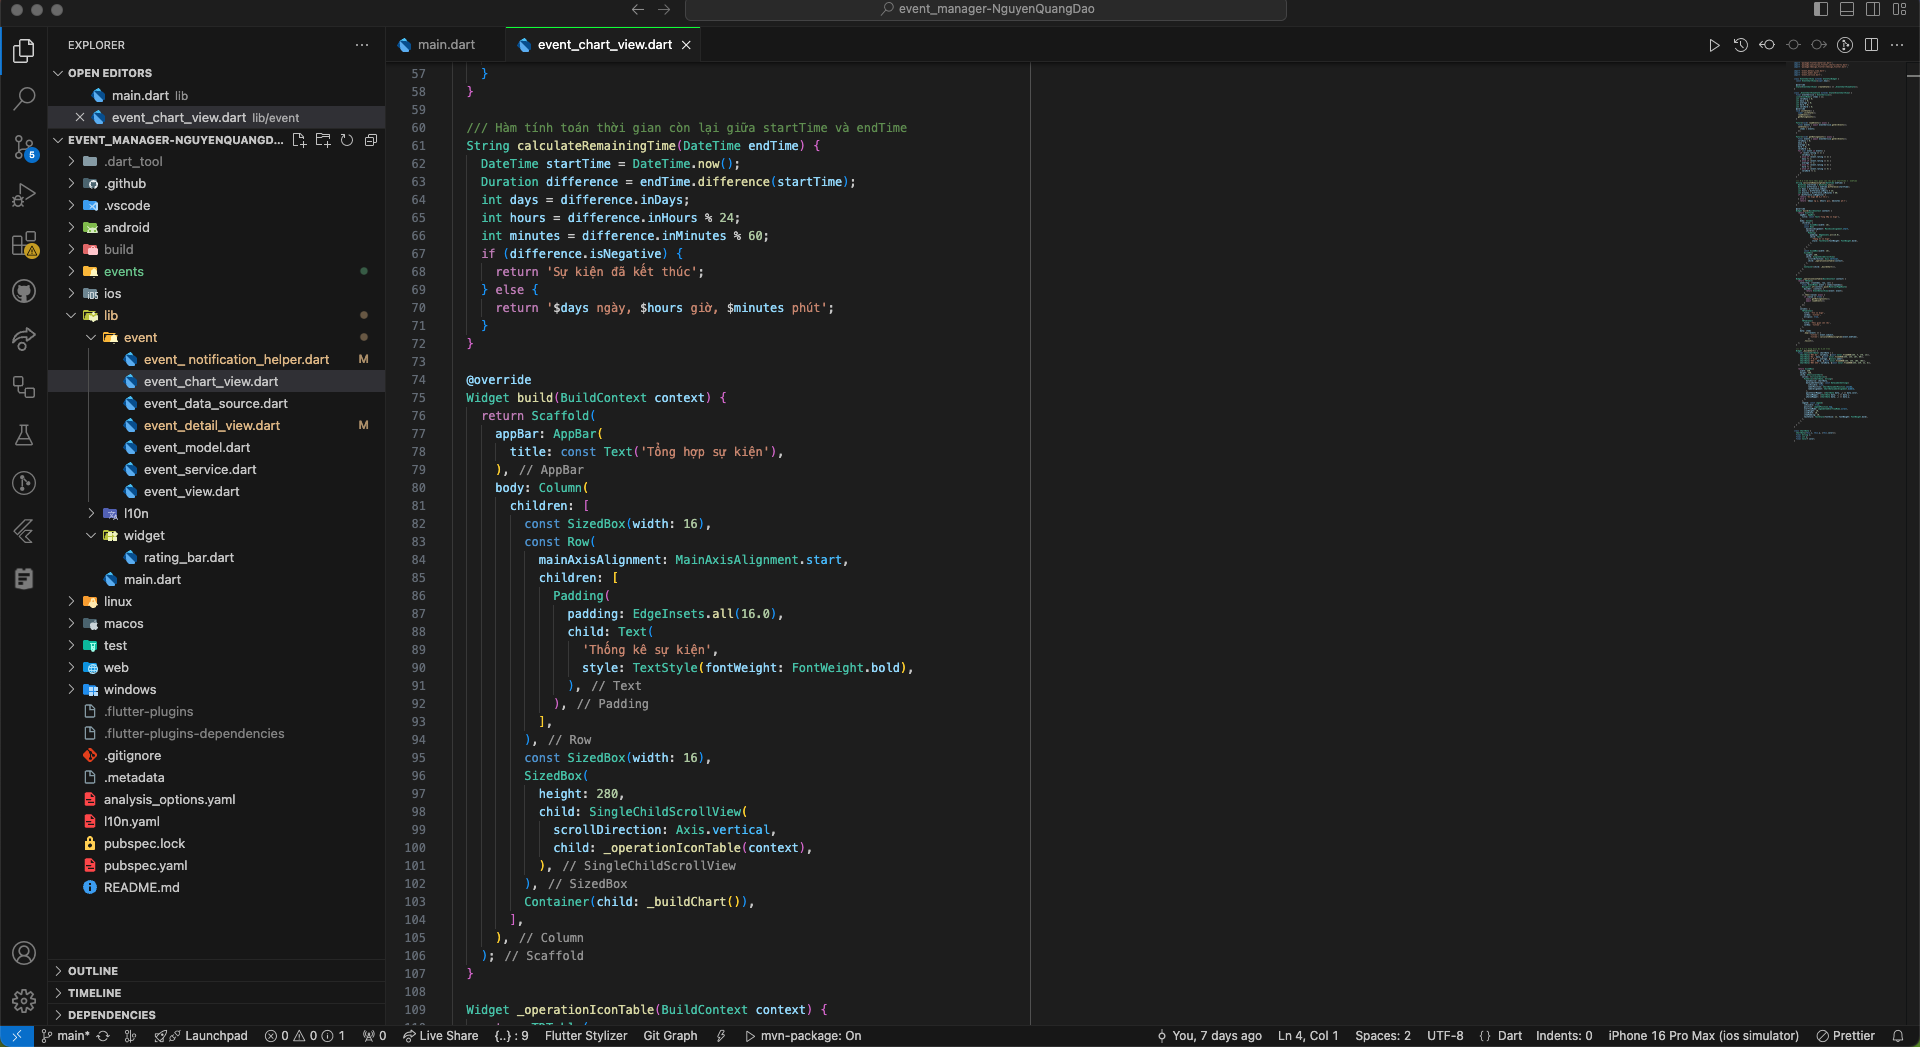 event_manager-NguyenQuangDao
EXPLORER
OPEN EDITORS
main.dart lib
event_chart_view.dart lib/event
EVENT_MANAGER-NGUYENQUANGD...
.dart_tool
.github
.vscode
android
build
events
ios
lib
event
event_ notification_helper.dart M
event_chart_view.dart
event_data_source.dart
event_detail_view.dart M
event_model.dart
event_service.dart
event_view.dart
l10n
widget
rating_bar.dart
main.dart
linux
macos
test
web
windows
.flutter-plugins
.flutter-plugins-dependencies
.gitignore
.metadata
analysis_options.yaml
l10n.yaml
pubspec.lock
pubspec.yaml
README.md
OUTLINE
TIMELINE
DEPENDENCIES
5
main.dart
event_chart_view.dart
57 }
58 }
59
60 /// Hàm tính toán thời gian còn lại giữa startTime và endTime
61 String calculateRemainingTime(DateTime endTime) {
62 DateTime startTime = DateTime.now();
63 Duration difference = endTime.difference(startTime);
64 int days = difference.inDays;
65 int hours = difference.inHours % 24;
66 int minutes = difference.inMinutes % 60;
67 if (difference.isNegative) {
68 return 'Sự kiện đã kết thúc';
69 } else {
70 return '$days ngày, $hours giờ, $minutes phút';
71 }
72 }
73
74 @override
75 Widget build(BuildContext context) {
76 return Scaffold(
77 appBar: AppBar(
78 title: const Text('Tổng hợp sự kiện'),
79 ), // AppBar
80 body: Column(
81 children: [
82 const SizedBox(width: 16),
83 const Row(
84 mainAxisAlignment: MainAxisAlignment.start,
85 children: [
86 Padding(
87 padding: EdgeInsets.all(16.0),
88 child: Text(
89 'Thống kê sự kiện',
90 style: TextStyle(fontWeight: FontWeight.bold),
91 ), // Text
92 ), // Padding
93 ],
94 ), // Row
95 const SizedBox(width: 16),
96 SizedBox(
97 height: 280,
98 child: SingleChildScrollView(
99 scrollDirection: Axis.vertical,
100 child: _operationIconTable(context),
101 ), // SingleChildScrollView
102 ), // SizedBox
103 Container(child: _buildChart()),
104 ],
105 ), // Column
106 ); // Scaffold
107 }
108
109 Widget _operationIconTable(BuildContext context) {
main* Launchpad 0 0 1 0 Live Share {..} : 9 Flutter Stylizer Git Graph mvn-package: On You, 7 days ago Ln 4, Col 1 Spaces: 2 UTF-8 { } Dart Indents: 0 iPhone 16 Pro Max (ios simulator) Prettier